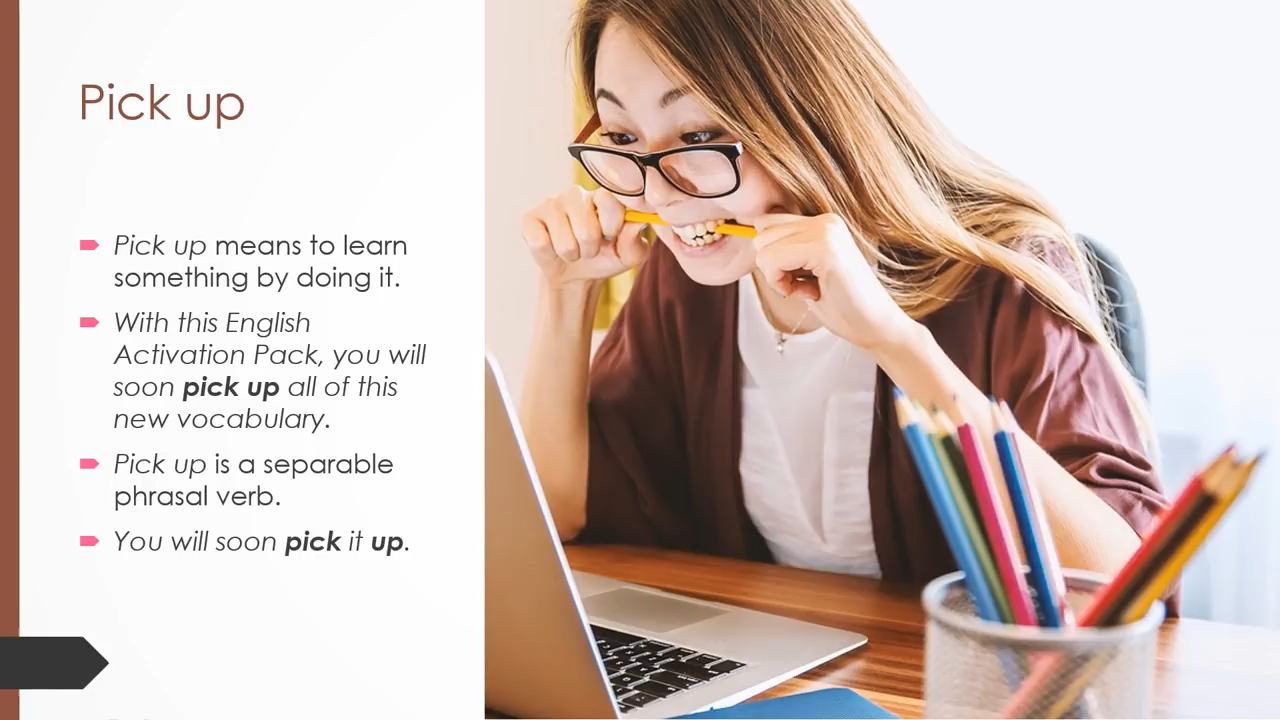 Pick up
Pick up means to learn
something by doing it.
With this English
Activation Pack, you will
soon pick up all of this
new vocabulary.
Pick up is a separable
phrasal verb.
You will soon pick it up.